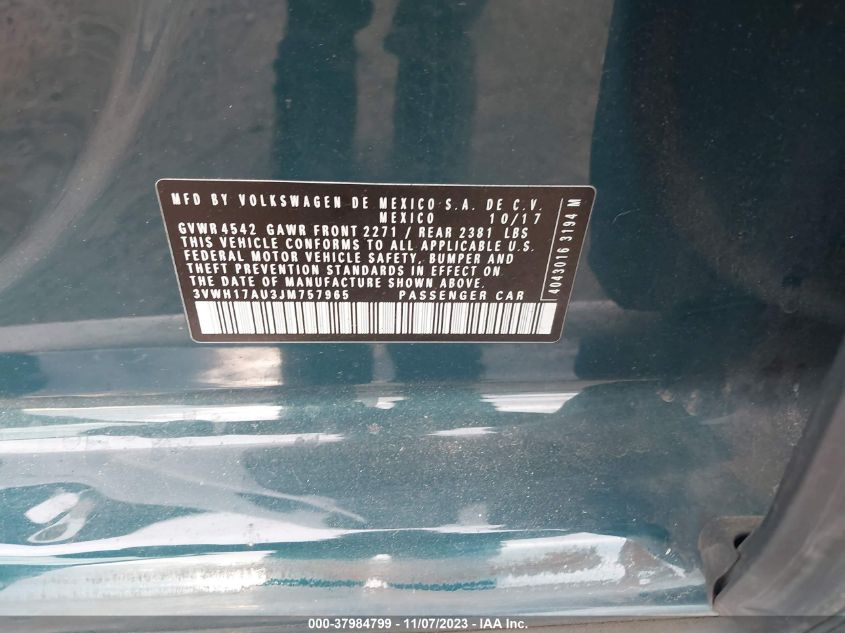 MFD BY VOLKSWAGEN DE MEXICO S.A. DE C.V.
MEXICO 10/17
GVWR 4542 GAWR FRONT 2271 / REAR 2381 LBS
THIS VEHICLE CONFORMS TO ALL APPLICABLE U.S.
FEDERAL MOTOR VEHICLE SAFETY, BUMPER AND
THEFT PREVENTION STANDARDS IN EFFECT ON
THE DATE OF MANUFACTURE SHOWN ABOVE.
3VWH17AU3JM757965 PASSENGER CAR
4043016 3194 M
000-37984799 - 11/07/2023 - IAA Inc.